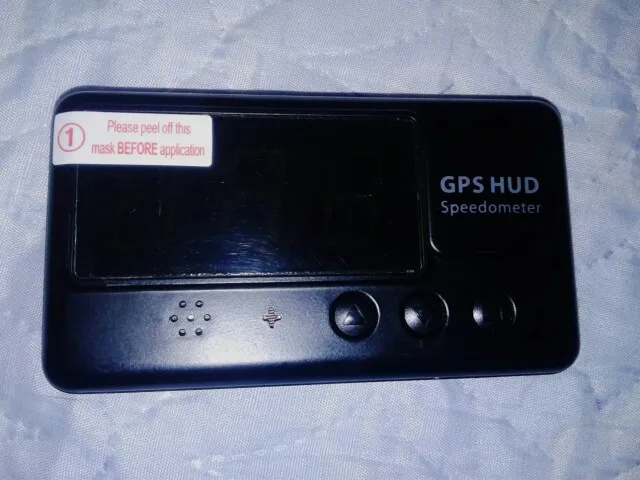 1
Please peel off this
mask BEFORE application
GPS HUD
Speedometer